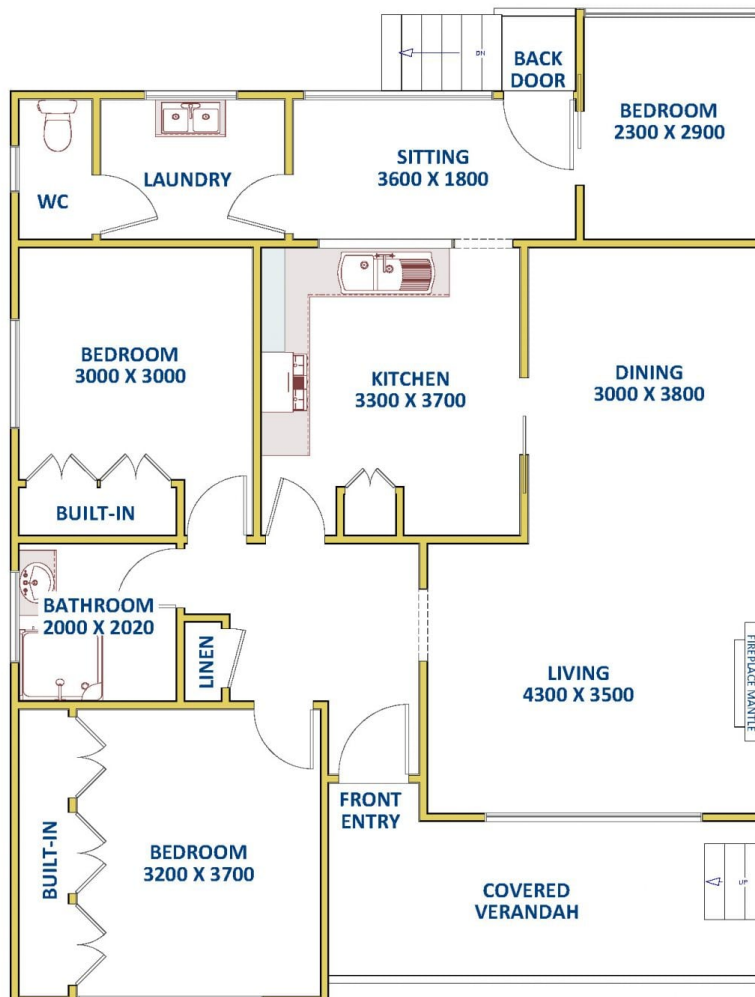 BACK
DOOR
DN
BEDROOM
2300 X 2900
SITTING
3600 X 1800
LAUNDRY
WC
BEDROOM
3000 X 3000
KITCHEN
3300 X 3700
DINING
3000 X 3800
BUILT-IN
BATHROOM
2000 X 2020
LINEN
LIVING
4300 X 3500
FIREPLACE MANTLE
FRONT
ENTRY
BUILT-IN
BEDROOM
3200 X 3700
COVERED
VERANDAH
UP